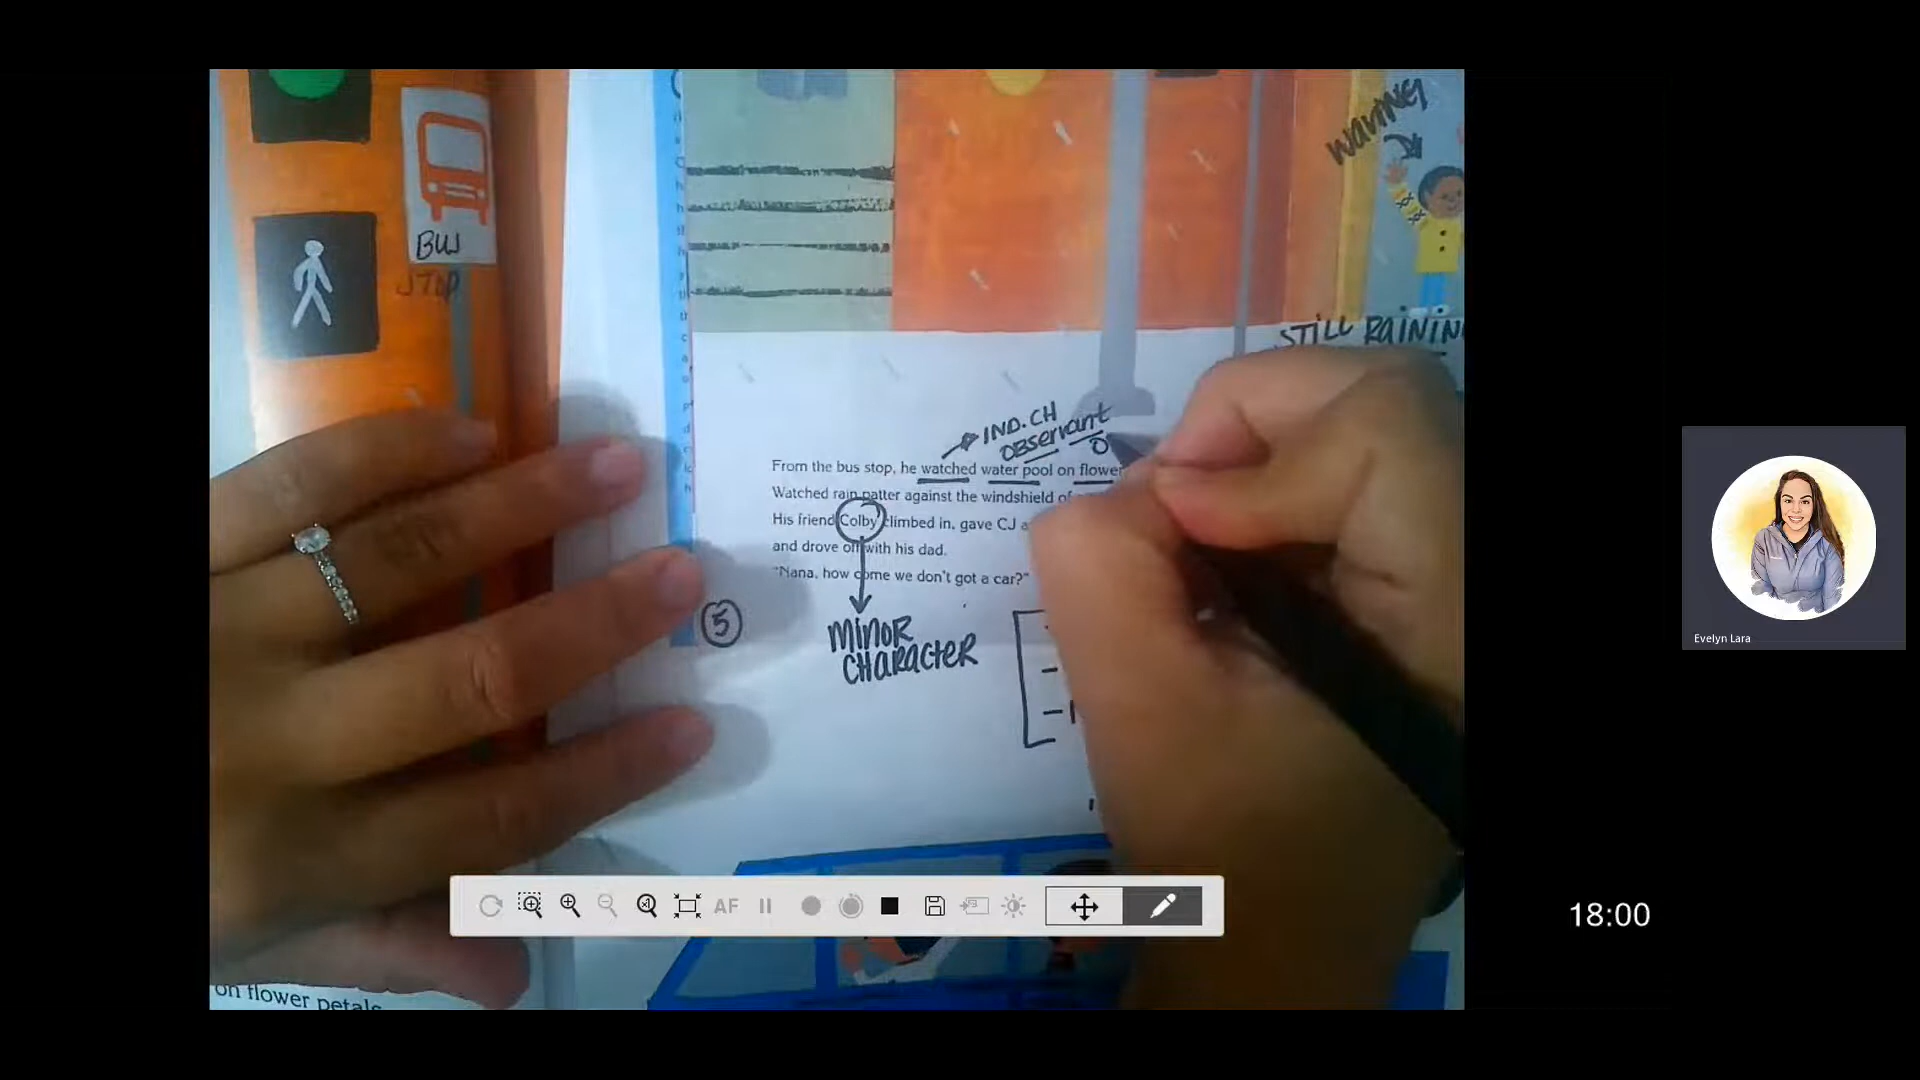 BUS
STOP
WAVING
STILL RAININ
IND. CH
OBservant
From the bus stop, he watched water pool on flower
Watched rain patter against the windshield of
His friend Colby climbed in, gave CJ a
and drove off with his dad.
"Nana, how come we don't got a car?"
5
MINOR
CHARACTER
on flower petals
AF
Evelyn Lara
18:00